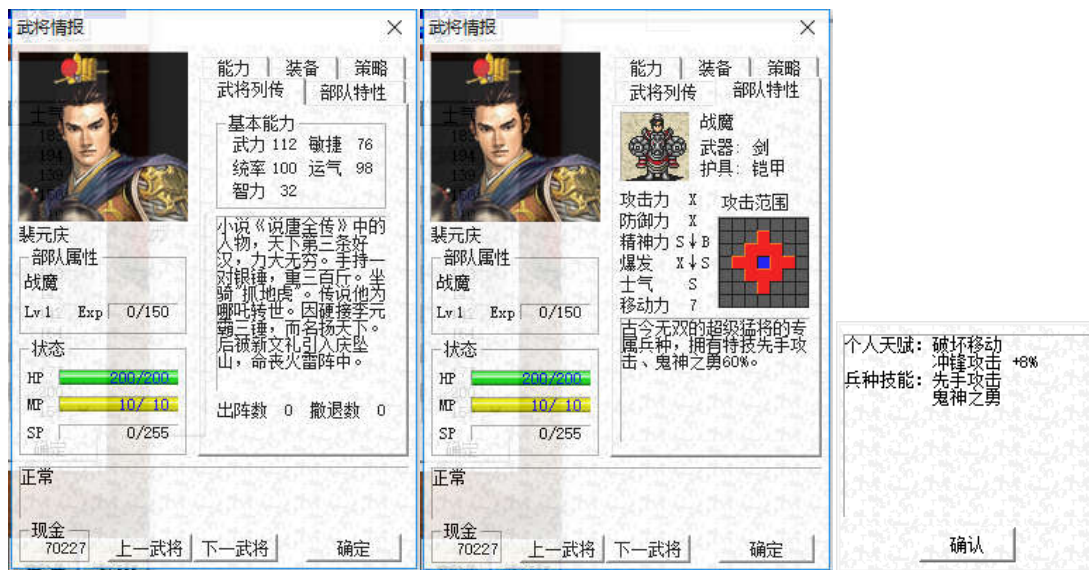 武将情报
能力 装备 策略
武将列传 部队特性
基本能力
武力 112 敏捷 76
统率 100 运气 98
智力 32
小说《说唐全传》中的
人物，天下第三条好
汉，力大无穷。手持一
对银锤，重三百斤。坐
骑“抓地虎”。传说他为
哪吒转世。因硬接李元
霸三锤，而名扬天下。
后被新文礼引入庆坠
山，命丧火雷阵中。
出阵数 0 撤退数 0
裴元庆
部队属性
战魔
Lv 1 Exp 0/150
状态
HP 200/200
MP 10/ 10
SP 0/255
正常
现金
70227
上一武将 下一武将 确定
武将情报
能力 装备 策略
武将列传 部队特性
战魔
武器: 剑
护具: 铠甲
攻击力 X 攻击范围
防御力 X
精神力 S↓B
爆发 X↓S
士气 S
移动力 7
古今无双的超级猛将的专
属兵种，拥有特技先手攻
击、鬼神之勇60%。
裴元庆
部队属性
战魔
Lv 1 Exp 0/150
状态
HP 200/200
MP 10/ 10
SP 0/255
正常
现金
70227
上一武将 下一武将 确定
个人天赋: 破坏移动
冲锋攻击 +8%
兵种技能: 先手攻击
鬼神之勇
确认